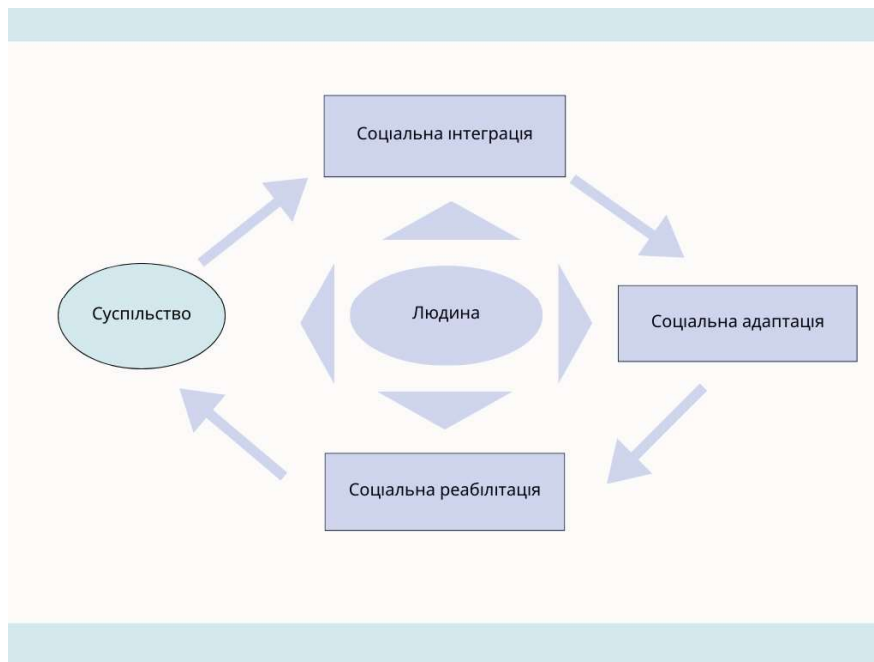 Соціальна інтеграція
Суспільство
Людина
Соціальна адаптація
Соціальна реабілітація